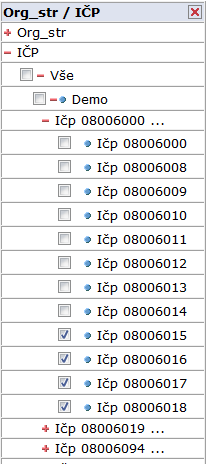 Org_str / IČP
Org_str
IČP
Vše
Demo
Ičp 08006000 ...
Ičp 08006000
Ičp 08006008
Ičp 08006009
Ičp 08006010
Ičp 08006011
Ičp 08006012
Ičp 08006013
Ičp 08006014
Ičp 08006015
Ičp 08006016
Ičp 08006017
Ičp 08006018
Ičp 08006019 ...
Ičp 08006094 ...